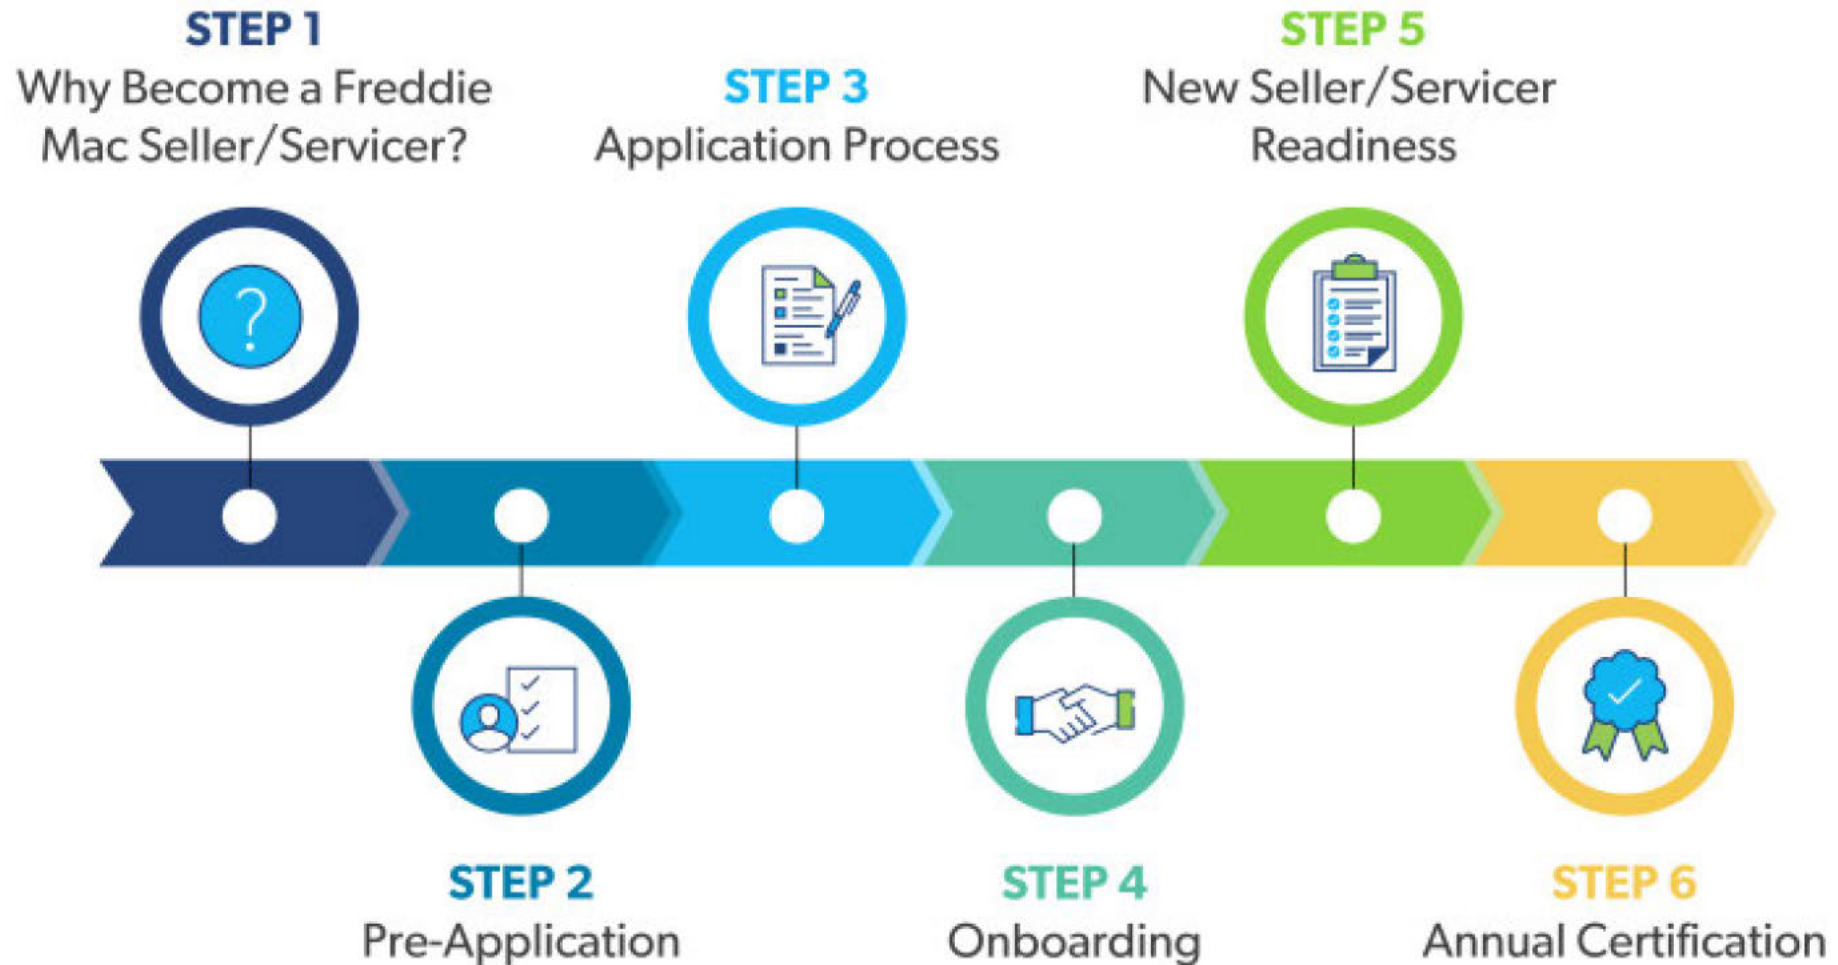 STEP 1
Why Become a Freddie
Mac Seller/Servicer?
STEP 2
Pre-Application
STEP 3
Application Process
STEP 4
Onboarding
STEP 5
New Seller/Servicer
Readiness
STEP 6
Annual Certification